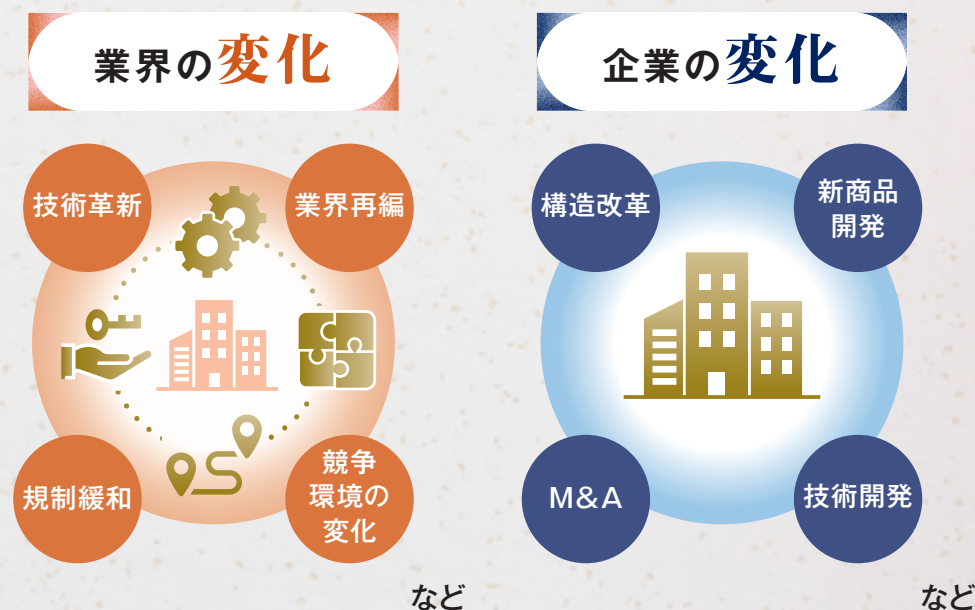 業界の変化
技術革新
業界再編
規制緩和
競争
環境の
変化
など
企業の変化
構造改革
新商品
開発
M&A
技術開発
など